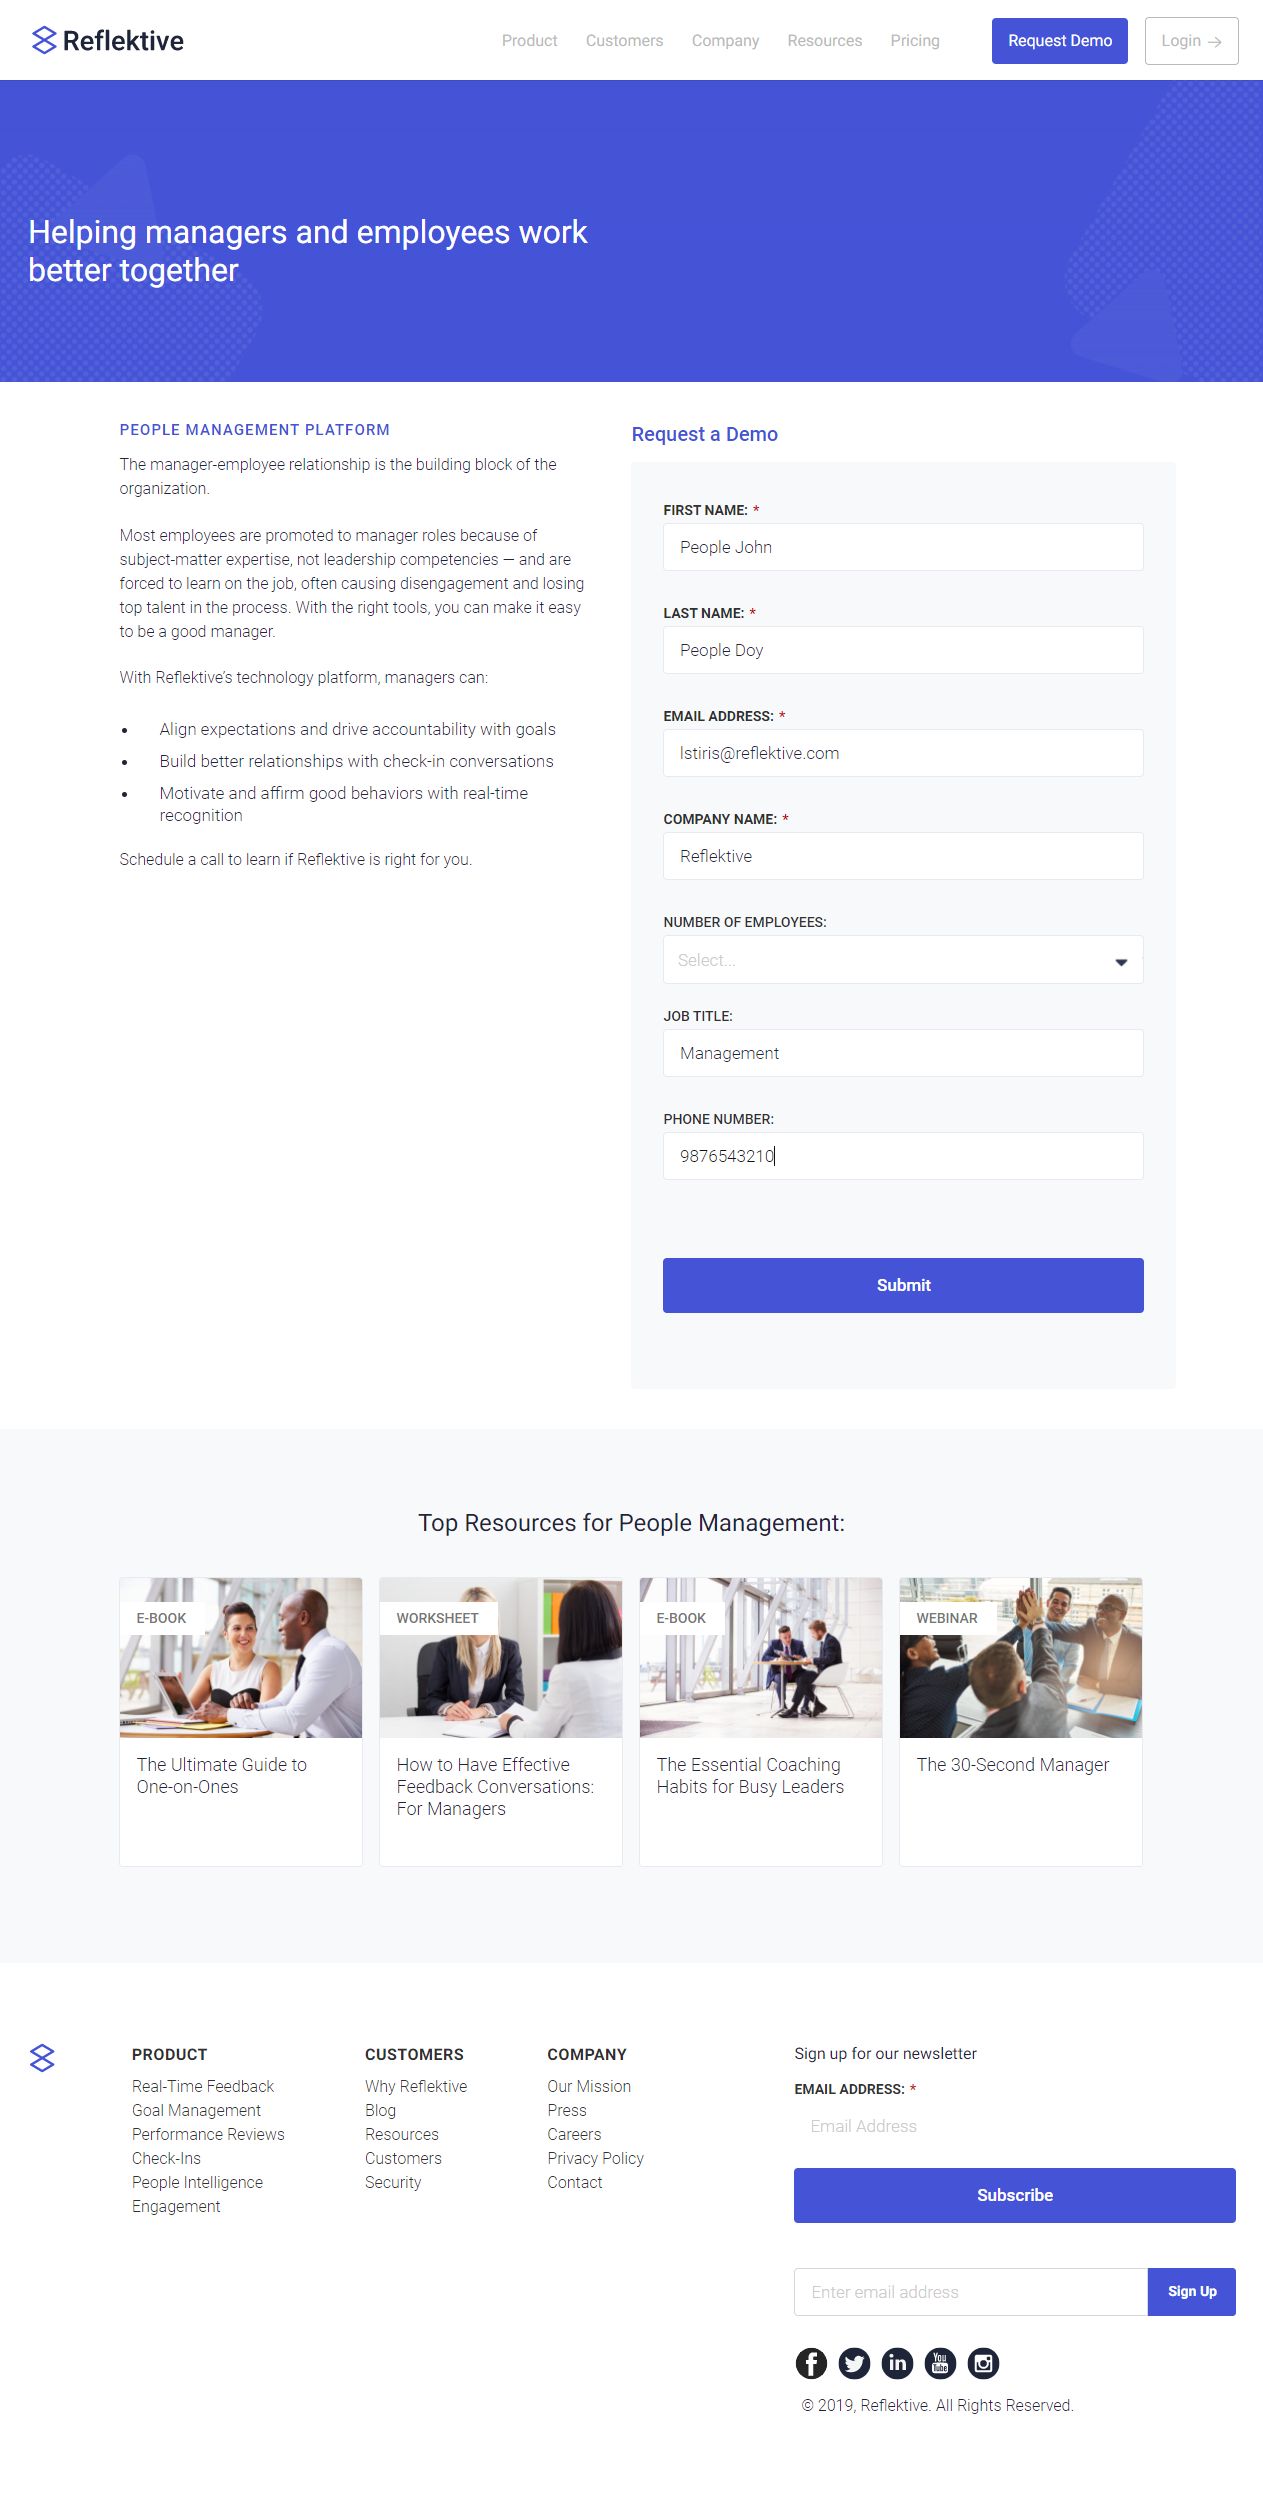 Reflektive
Product Customers Company Resources Pricing Request Demo Login →
Helping managers and employees work
better together
PEOPLE MANAGEMENT PLATFORM
The manager-employee relationship is the building block of the
organization.
Most employees are promoted to manager roles because of
subject-matter expertise, not leadership competencies — and are
forced to learn on the job, often causing disengagement and losing
top talent in the process. With the right tools, you can make it easy
to be a good manager.
With Reflektive's technology platform, managers can:
• Align expectations and drive accountability with goals
• Build better relationships with check-in conversations
• Motivate and affirm good behaviors with real-time
recognition
Schedule a call to learn if Reflektive is right for you.
Request a Demo
FIRST NAME: *
People John
LAST NAME: *
People Doy
EMAIL ADDRESS: *
lstiris@reflektive.com
COMPANY NAME: *
Reflektive
NUMBER OF EMPLOYEES:
Select...
JOB TITLE:
Management
PHONE NUMBER:
9876543210
Submit
Top Resources for People Management:
E-BOOK
The Ultimate Guide to
One-on-Ones
WORKSHEET
How to Have Effective
Feedback Conversations:
For Managers
E-BOOK
The Essential Coaching
Habits for Busy Leaders
WEBINAR
The 30-Second Manager
PRODUCT
Real-Time Feedback
Goal Management
Performance Reviews
Check-Ins
People Intelligence
Engagement
CUSTOMERS
Why Reflektive
Blog
Resources
Customers
Security
COMPANY
Our Mission
Press
Careers
Privacy Policy
Contact
Sign up for our newsletter
EMAIL ADDRESS: *
Email Address
Subscribe
Enter email address Sign Up
f in You Tube
© 2019, Reflektive. All Rights Reserved.